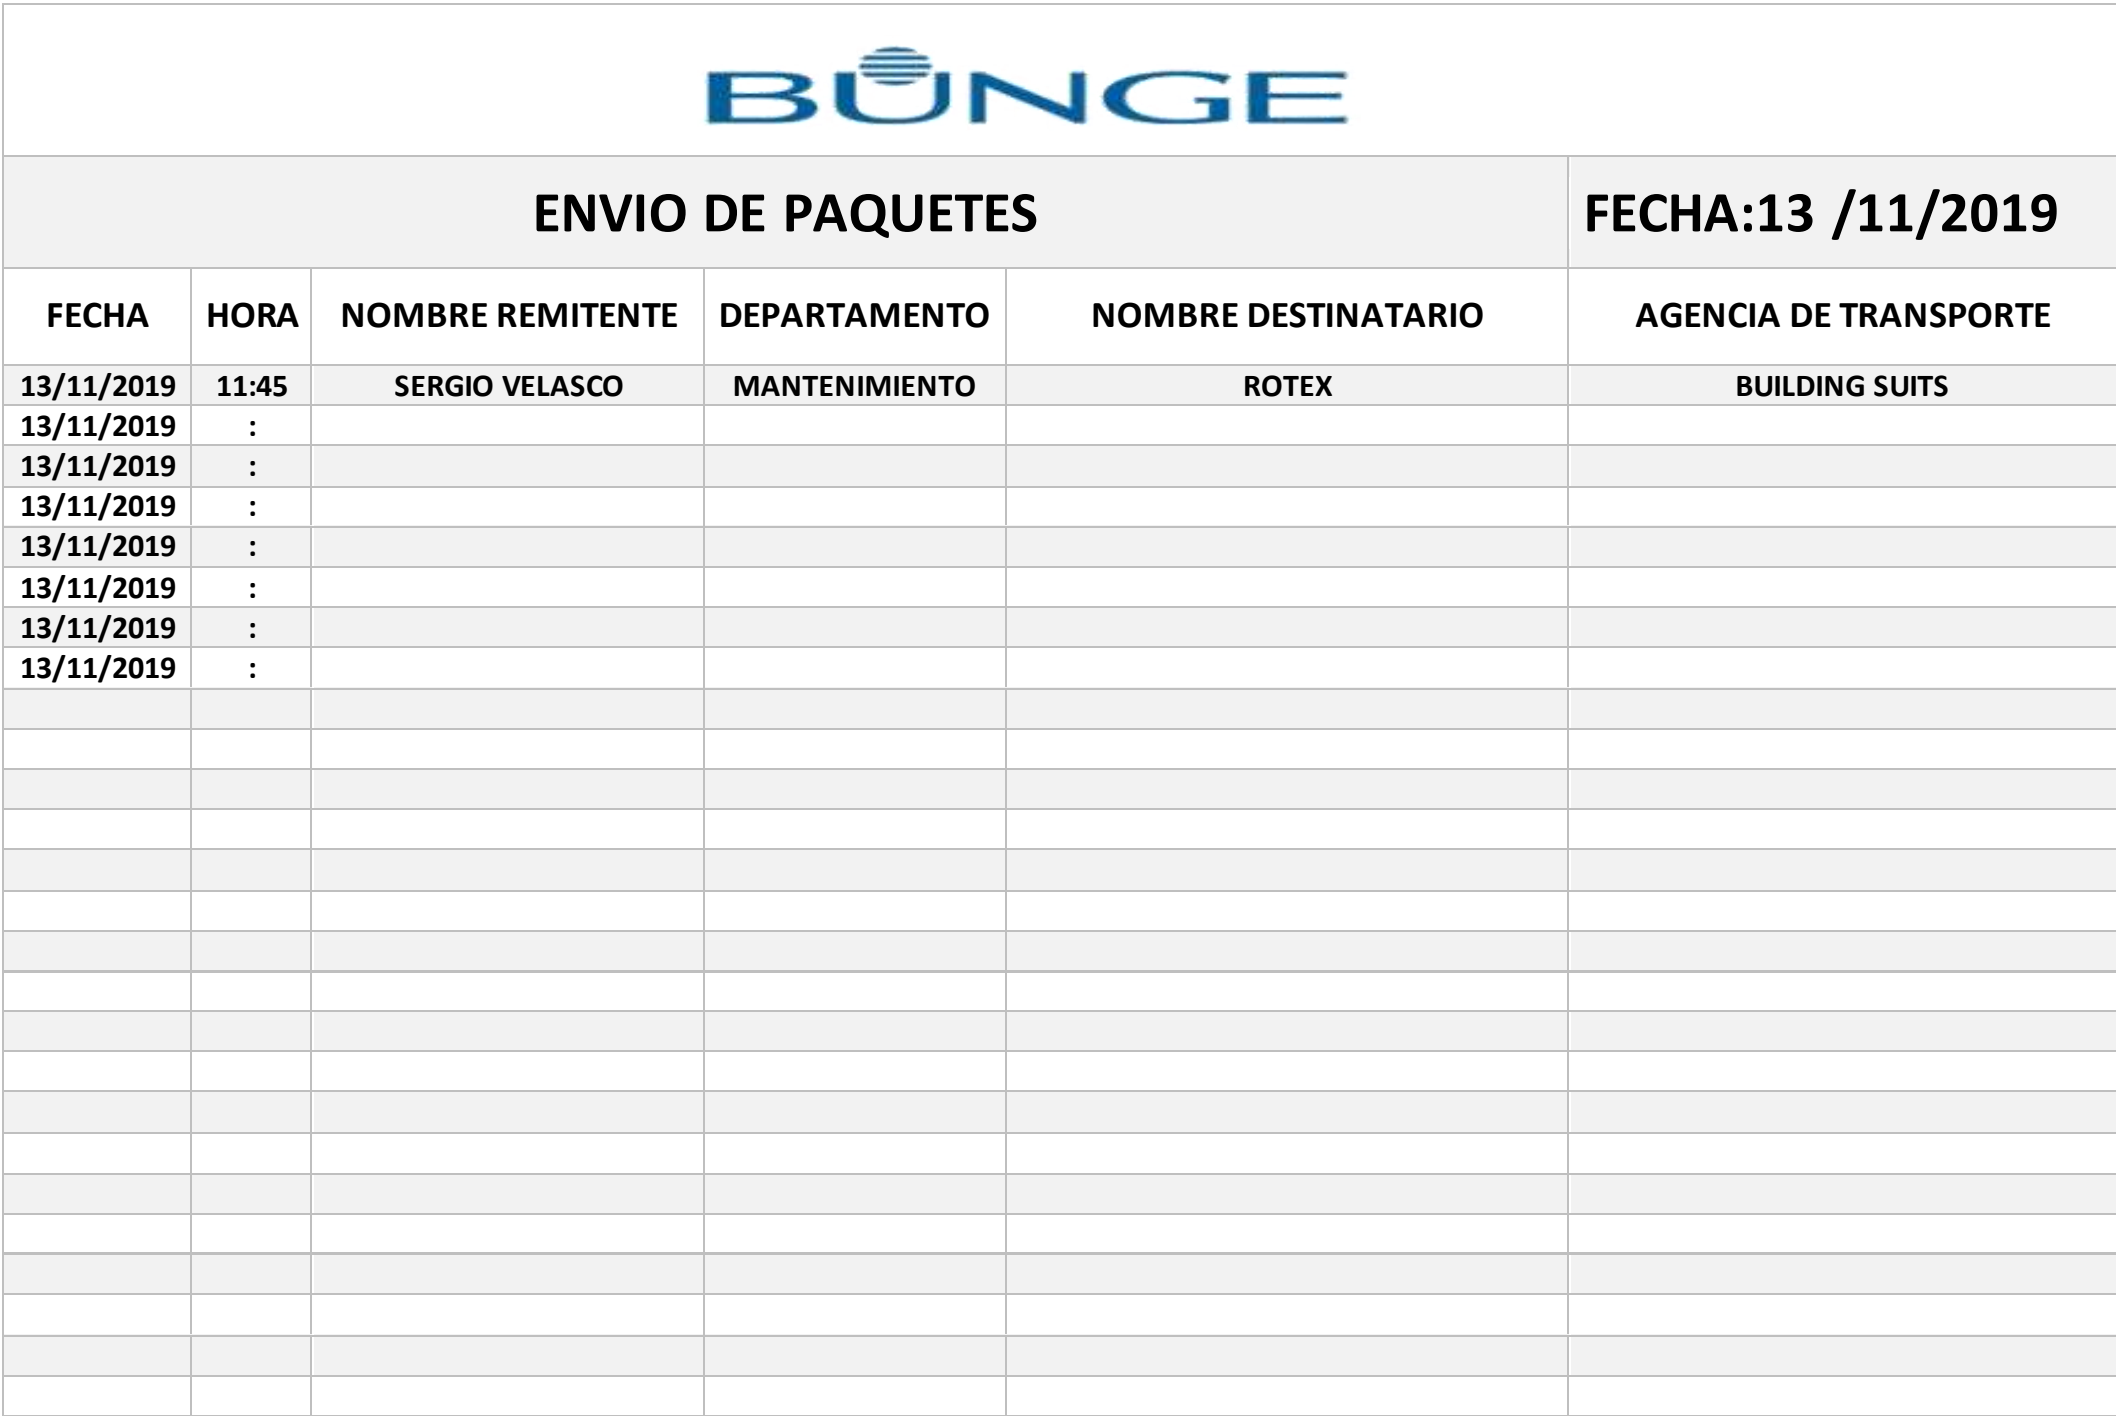 BUNGE
ENVIO DE PAQUETES FECHA:13 /11/2019
FECHA HORA NOMBRE REMITENTE DEPARTAMENTO NOMBRE DESTINATARIO AGENCIA DE TRANSPORTE
13/11/2019 11:45 SERGIO VELASCO MANTENIMIENTO ROTEX BUILDING SUITS
13/11/2019 :
13/11/2019 :
13/11/2019 :
13/11/2019 :
13/11/2019 :
13/11/2019 :
13/11/2019 :